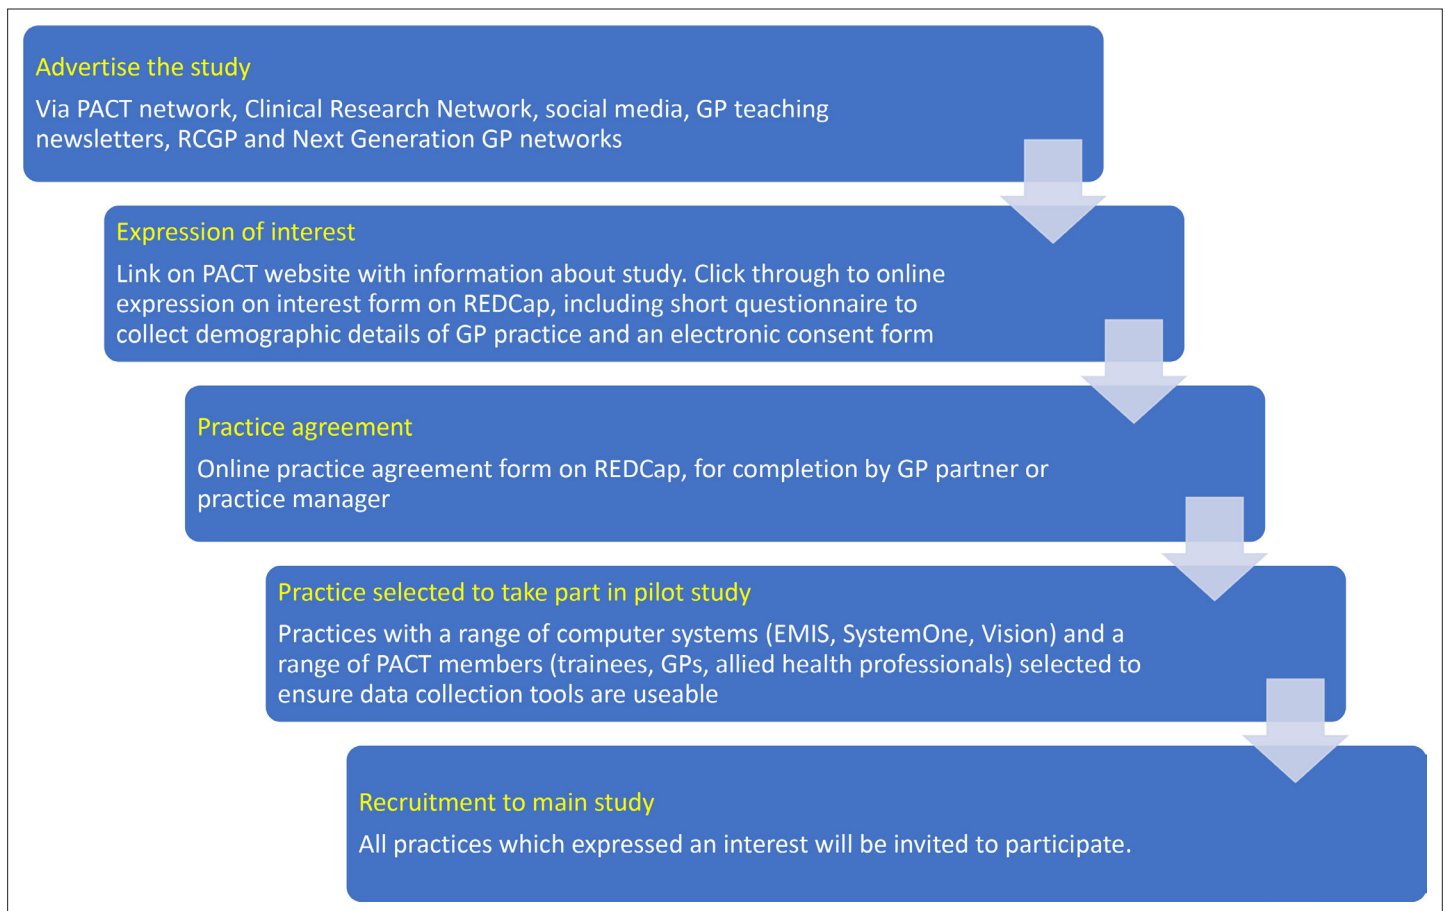 Advertise the study
Via PACT network, Clinical Research Network, social media, GP teaching
newsletters, RCGP and Next Generation GP networks
Expression of interest
Link on PACT website with information about study. Click through to online
expression on interest form on REDCap, including short questionnaire to
collect demographic details of GP practice and an electronic consent form
Practice agreement
Online practice agreement form on REDCap, for completion by GP partner or
practice manager
Practice selected to take part in pilot study
Practices with a range of computer systems (EMIS, SystemOne, Vision) and a
range of PACT members (trainees, GPs, allied health professionals) selected to
ensure data collection tools are useable
Recruitment to main study
All practices which expressed an interest will be invited to participate.